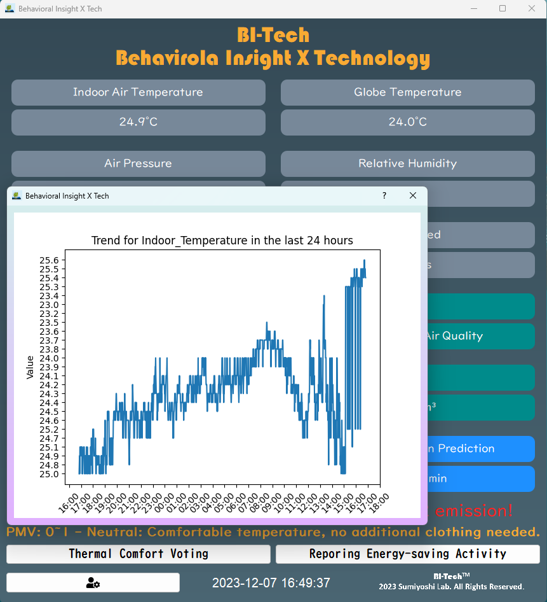 Behavioral Insight X Tech
BI-Tech
Behavirola Insight X Technology
Indoor Air Temperature
Globe Temperature
24.9°C
24.0°C
Air Pressure
Relative Humidity
Behavioral Insight X Tech
?
Trend for Indoor_Temperature in the last 24 hours
Value
25.6
25.5
25.4
25.3
23.4
23.3
23.2
23.5
23.6
23.7
23.8
24.0
23.9
24.1
24.2
24.4
24.3
24.5
24.6
25.2
24.7
25.1
24.9
24.8
25.0
16:00
17:00
18:00
19:00
20:00
21:00
22:00
23:00
00:00
01:00
02:00
03:00
04:00
05:00
06:00
07:00
08:00
09:00
10:00
11:00
12:00
13:00
14:00
15:00
16:00
17:00
18:00
ed
s
Air Quality
m³
n Prediction
min
emission!
PMV: 0~1 - Neutral: Comfortable temperature, no additional clothing needed.
Thermal Comfort Voting
Reporing Energy-saving Activity
2023-12-07 16:49:37
BI-Tech™
2023 Sumiyoshi Lab. All Rights Reserved.